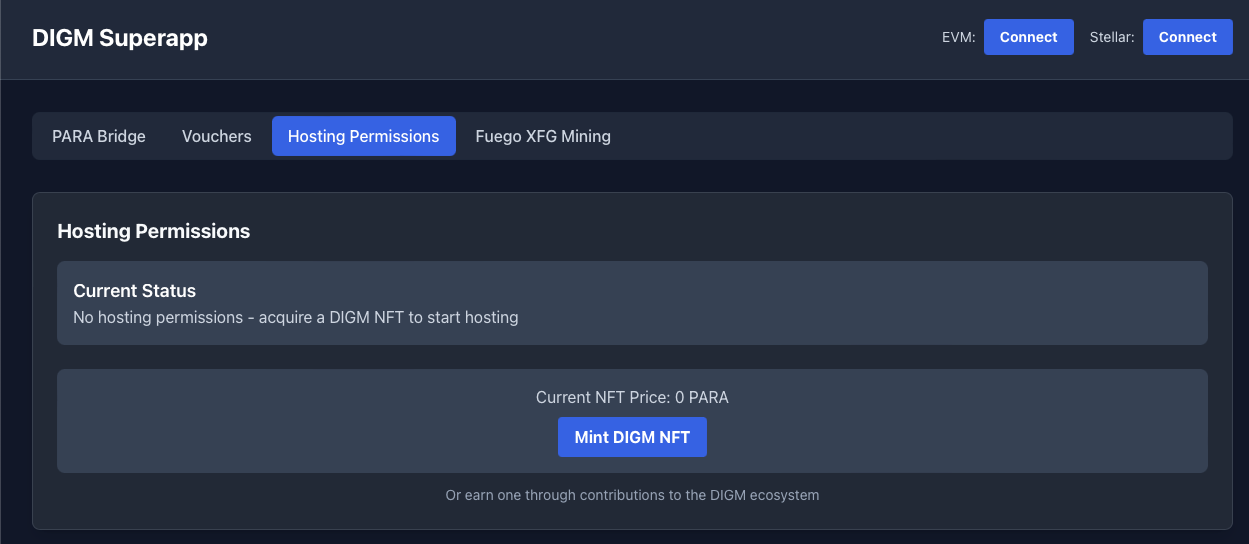 DIGM Superapp
EVM: Connect Stellar: Connect
PARA Bridge Vouchers Hosting Permissions Fuego XFG Mining
Hosting Permissions
Current Status
No hosting permissions - acquire a DIGM NFT to start hosting
Current NFT Price: 0 PARA
Mint DIGM NFT
Or earn one through contributions to the DIGM ecosystem